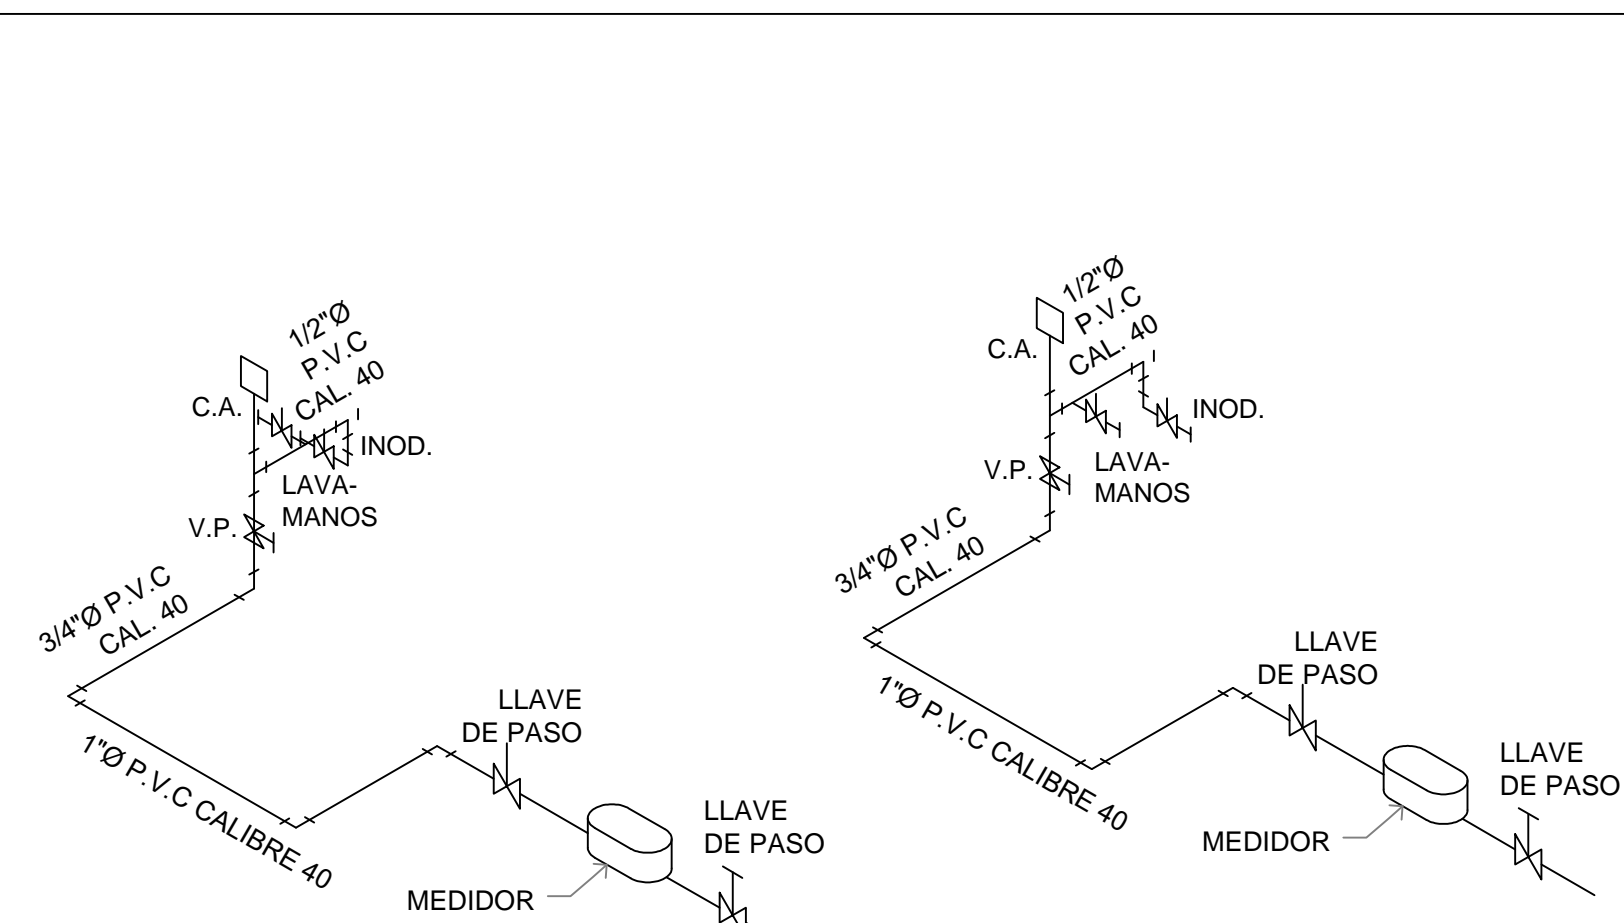 1/2"Ø
P.V.C
CAL. 40
C.A.
INOD.
LAVA-
MANOS
V.P.
3/4"Ø P.V.C
CAL. 40
1"Ø P.V.C CALIBRE 40
LLAVE
DE PASO
MEDIDOR
LLAVE
DE PASO
1/2"Ø
P.V.C
CAL. 40
C.A.
INOD.
LAVA-
MANOS
V.P.
3/4"Ø P.V.C
CAL. 40
1"Ø P.V.C CALIBRE 40
LLAVE
DE PASO
MEDIDOR
LLAVE
DE PASO